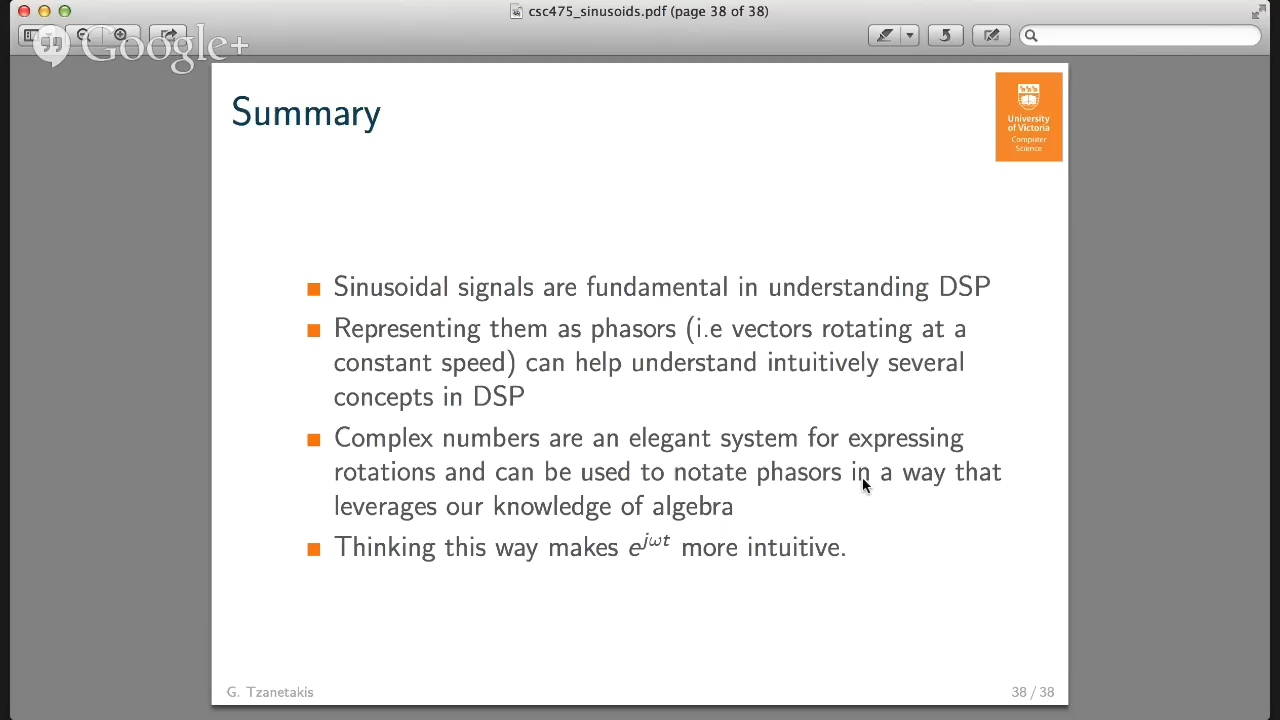 csc475_sinusoids.pdf (page 38 of 38)
Google+
Summary
University
of Victoria
Computer
Science
Sinusoidal signals are fundamental in understanding DSP
Representing them as phasors (i.e vectors rotating at a
constant speed) can help understand intuitively several
concepts in DSP
Complex numbers are an elegant system for expressing
rotations and can be used to notate phasors in a way that
leverages our knowledge of algebra
Thinking this way makes e^{jωt} more intuitive.
G. Tzanetakis
38 / 38